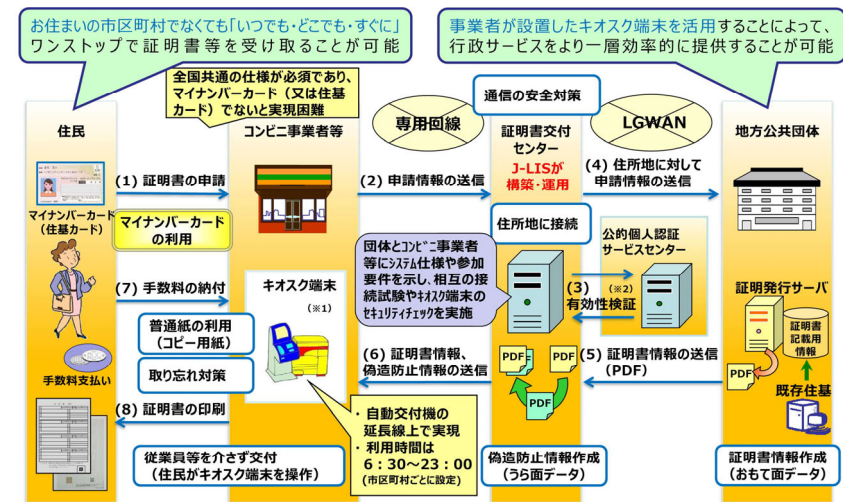 お住まいの市区町村でなくても「いつでも・どこでも・すぐに」
ワンストップで証明書等を受け取ることが可能
事業者が設置したキオスク端末を活用することによって、
行政サービスをより一層効率的に提供することが可能
全国共通の仕様が必須であり、
マイナンバーカード（又は住基
カード）でないと実現困難
通信の安全対策
住民
コンビニ事業者等
専用回線
証明書交付
センター
J-LISが
構築・運用
LGWAN
地方公共団体
(1) 証明書の申請
(2) 申請情報の送信
(4) 住所地に対して
申請情報の送信
マイナンバーカード
（住基カード）
マイナンバーカード
の利用
住所地に接続
公的個人認証
サービスセンター
(※2)
団体とコンビニ事業者
等にシステム仕様や参加
要件を示し、相互の接
続試験やキオスク端末の
セキュリティチェックを実施
(3)
有効性検証
(7) 手数料の納付
キオスク端末
(※1)
証明発行サーバ
証明書
記載用
情報
普通紙の利用
（コピー用紙）
(6) 証明書情報、
偽造防止情報の送信
PDF
PDF
PDF
(5) 証明書情報の送信
（PDF）
PDF
既存住基
手数料支払い
取り忘れ対策
(8) 証明書の印刷
・ 自動交付機の
延長線上で実現
・ 利用時間は
6：30～23：00
(市区町村ごとに設定)
従業員等を介さず交付
（住民がキオスク端末を操作）
偽造防止情報作成
（うら面データ）
証明書情報作成
（おもて面データ）